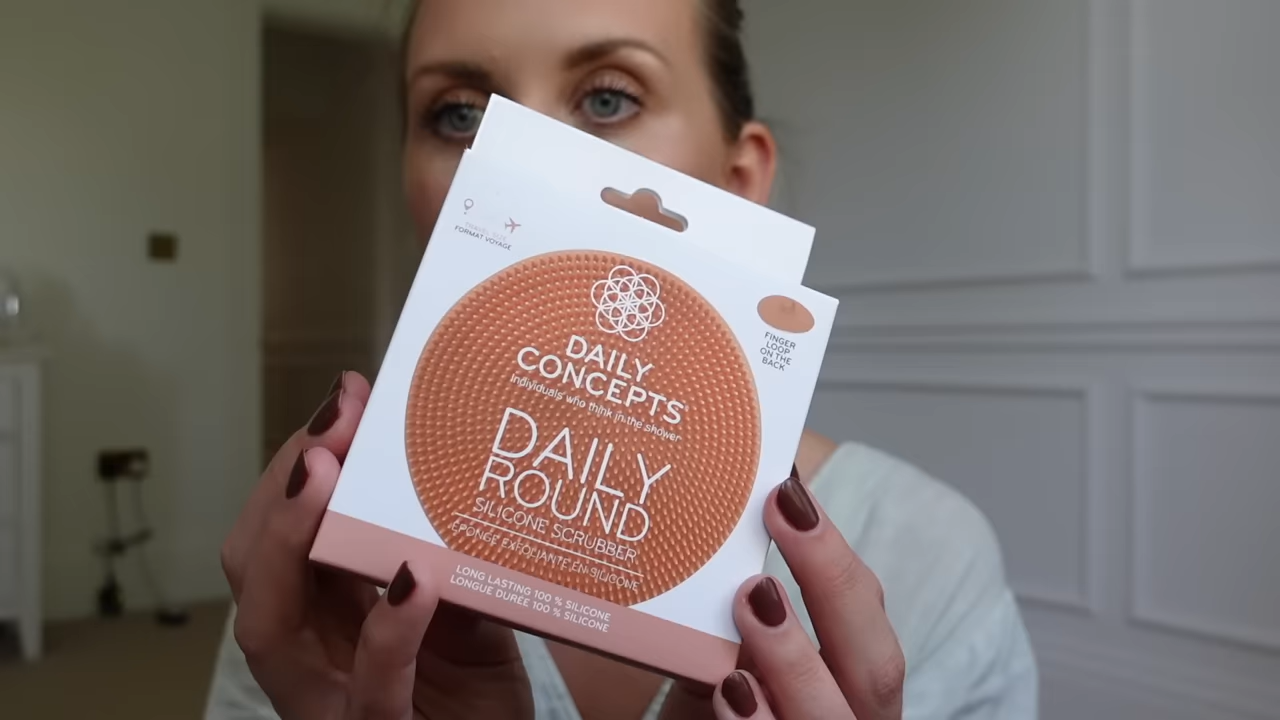 TRAVEL SIZE
FORMAT VOYAGE
DAILY
CONCEPTS
Individuals who think in the shower
FINGER
LOOP
ON THE
BACK
DAILY
ROUND
SILICONE SCRUBBER
ÉPONGE EXFOLIANTE EN SILICONE
LONG LASTING 100 % SILICONE
LONGUE DURÉE 100 % SILICONE